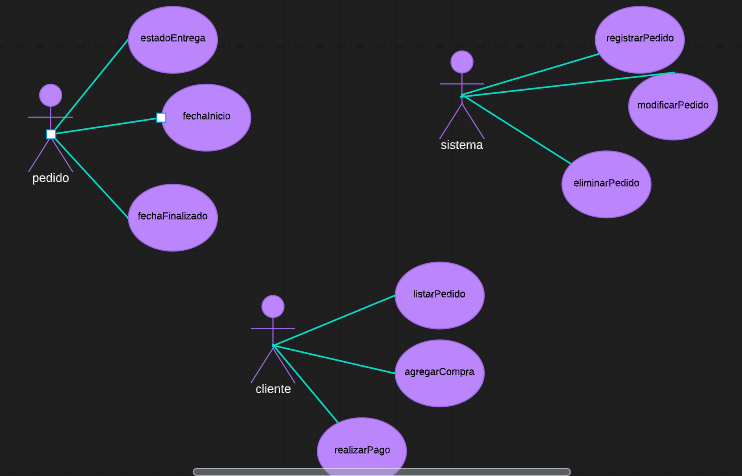 estadoEntrega
fechaInicio
pedido
fechaFinalizado
registrarPedido
modificarPedido
sistema
eliminarPedido
listarPedido
agregarCompra
cliente
realizarPago